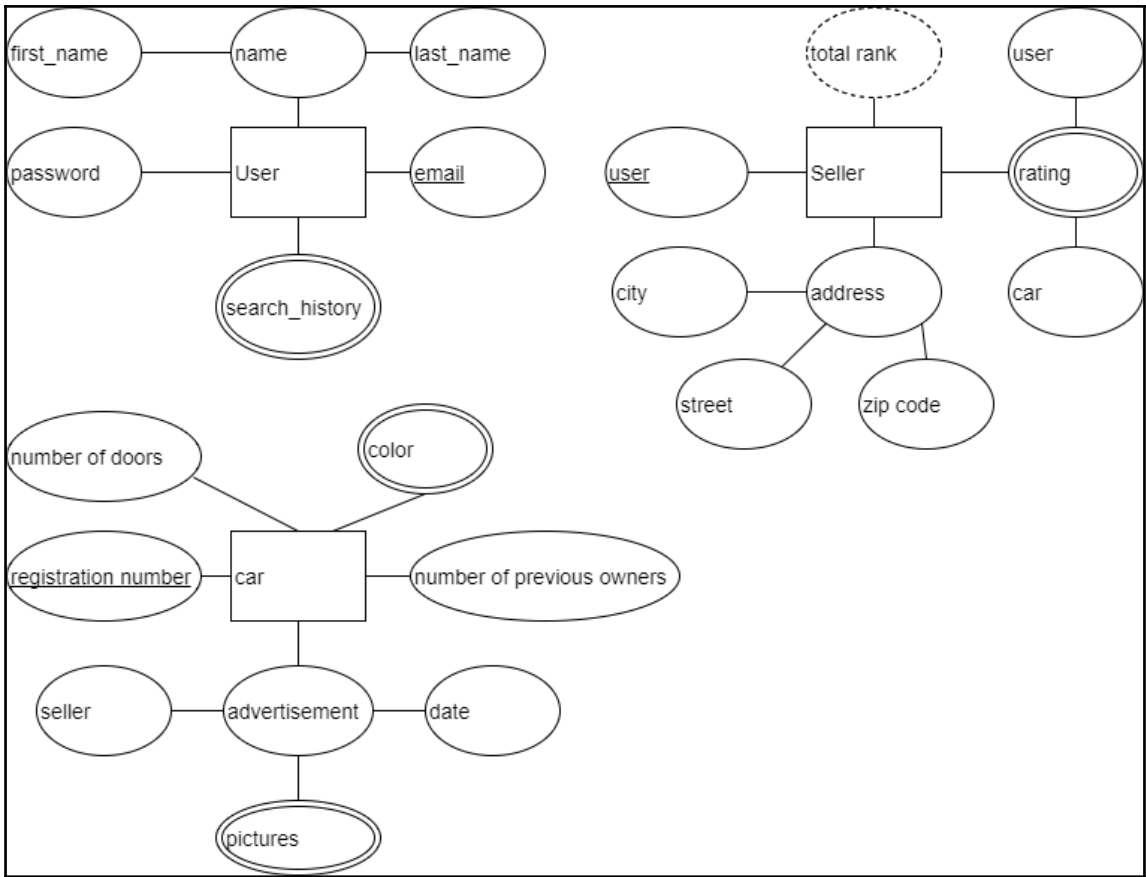 first_name
name
last_name
total rank
user
password
User
email
user
Seller
rating
search_history
city
address
car
street
zip code
number of doors
color
registration number
car
number of previous owners
seller
advertisement
date
pictures